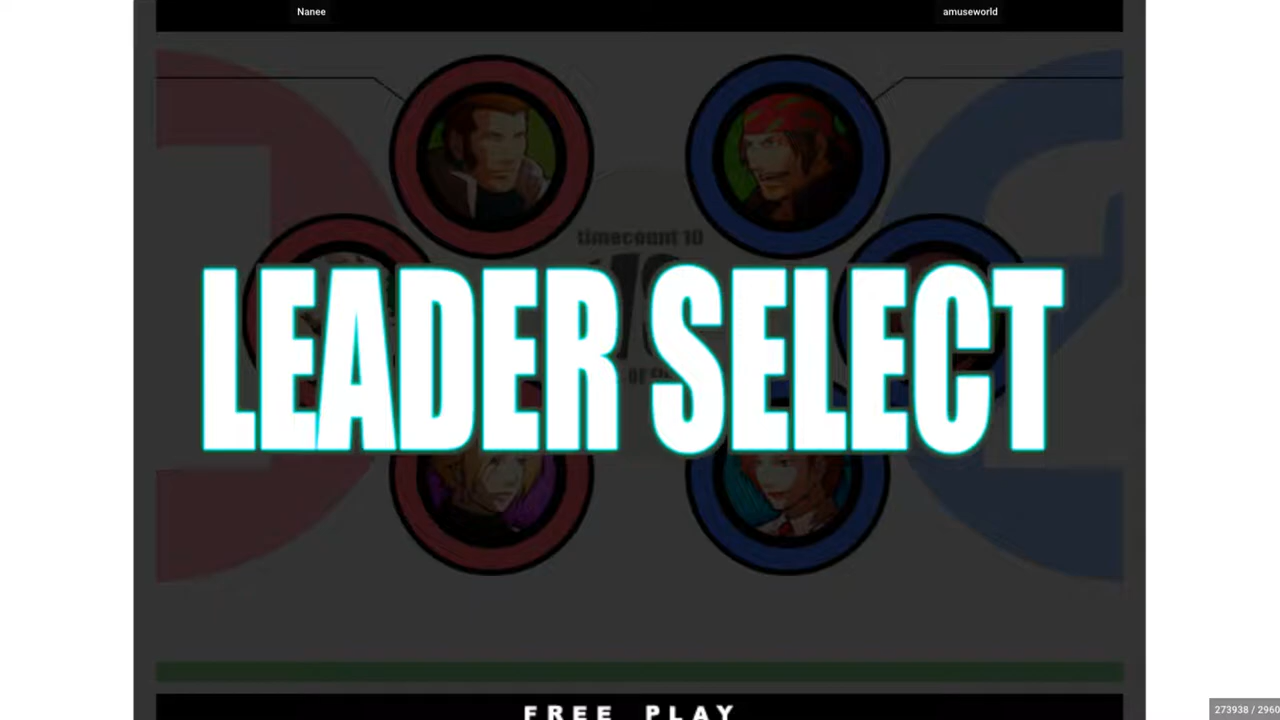 Nanee
amuseworld
timecount 10
LEADER SELECT
FREE PLAY
273938 / 2960